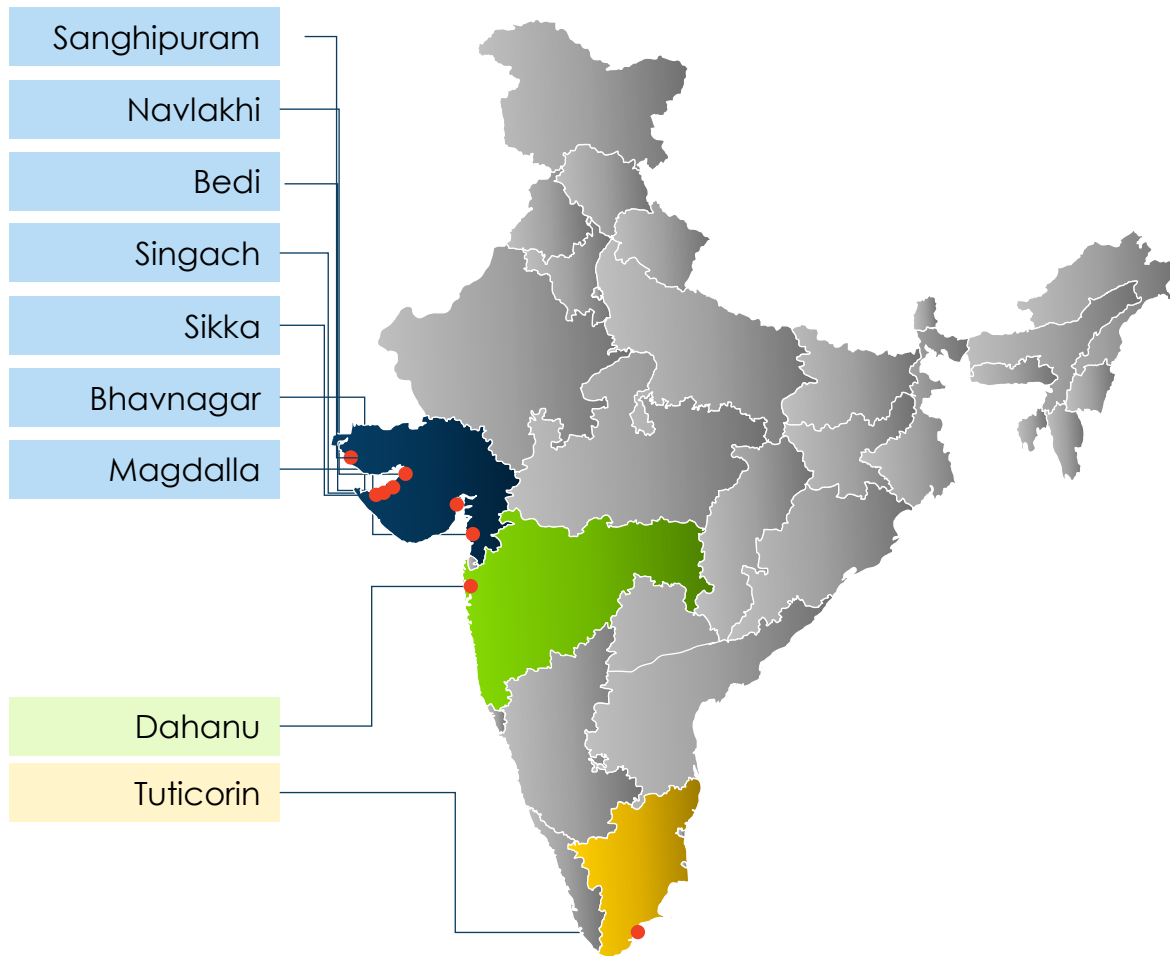 Sanghipuram
Navlakhi
Bedi
Singach
Sikka
Bhavnagar
Magdalla
Dahanu
Tuticorin